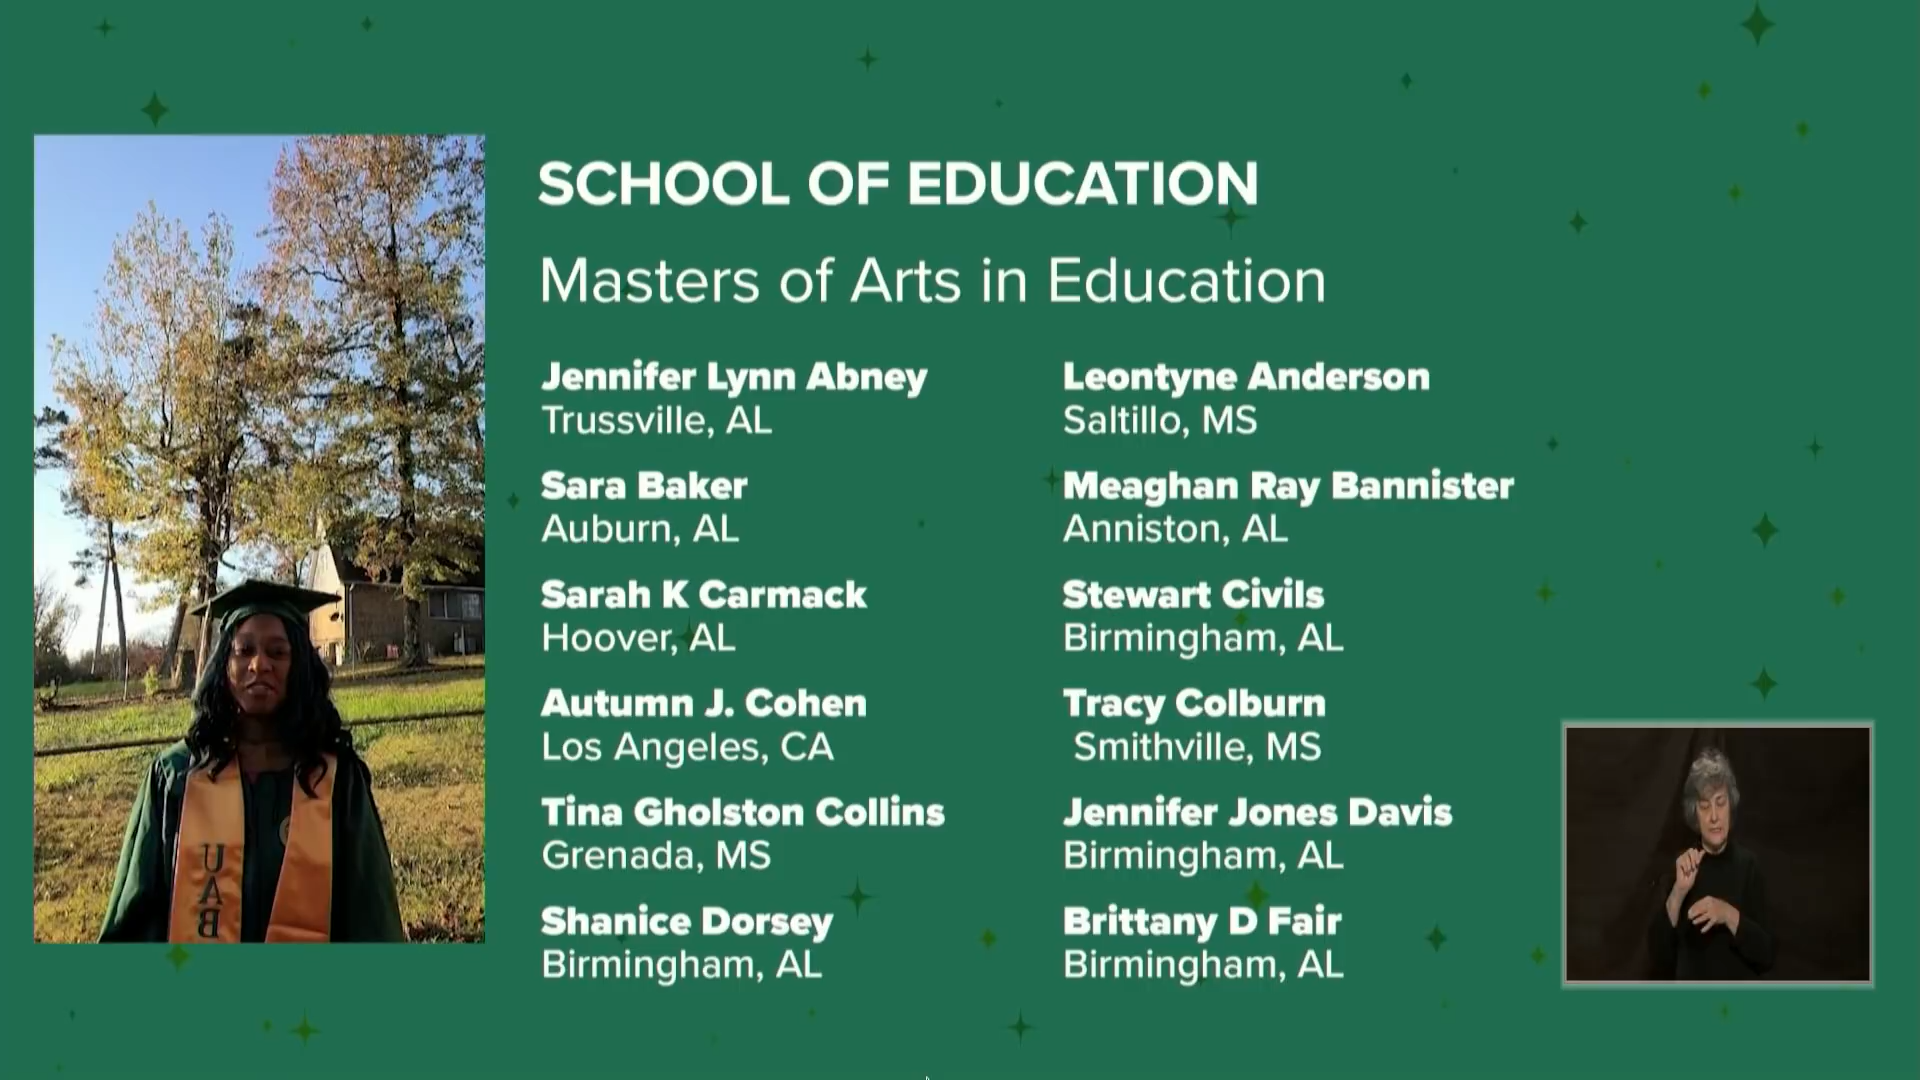 SCHOOL OF EDUCATION
Masters of Arts in Education
Jennifer Lynn Abney
Trussville, AL
Leontyne Anderson
Saltillo, MS
Sara Baker
Auburn, AL
Meaghan Ray Bannister
Anniston, AL
Sarah K Carmack
Hoover, AL
Stewart Civils
Birmingham, AL
Autumn J. Cohen
Los Angeles, CA
Tracy Colburn
Smithville, MS
Tina Gholston Collins
Grenada, MS
Jennifer Jones Davis
Birmingham, AL
Shanice Dorsey
Birmingham, AL
Brittany D Fair
Birmingham, AL
UAB